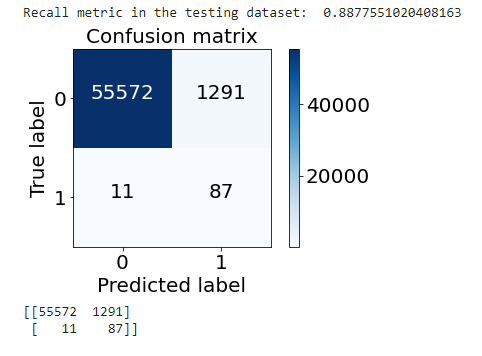 Recall metric in the testing dataset:  0.8877551020408163
Confusion matrix
0 55572 1291
40000
True label
20000
1 11 87
0 1
Predicted label
[[55572  1291]
 [   11    87]]